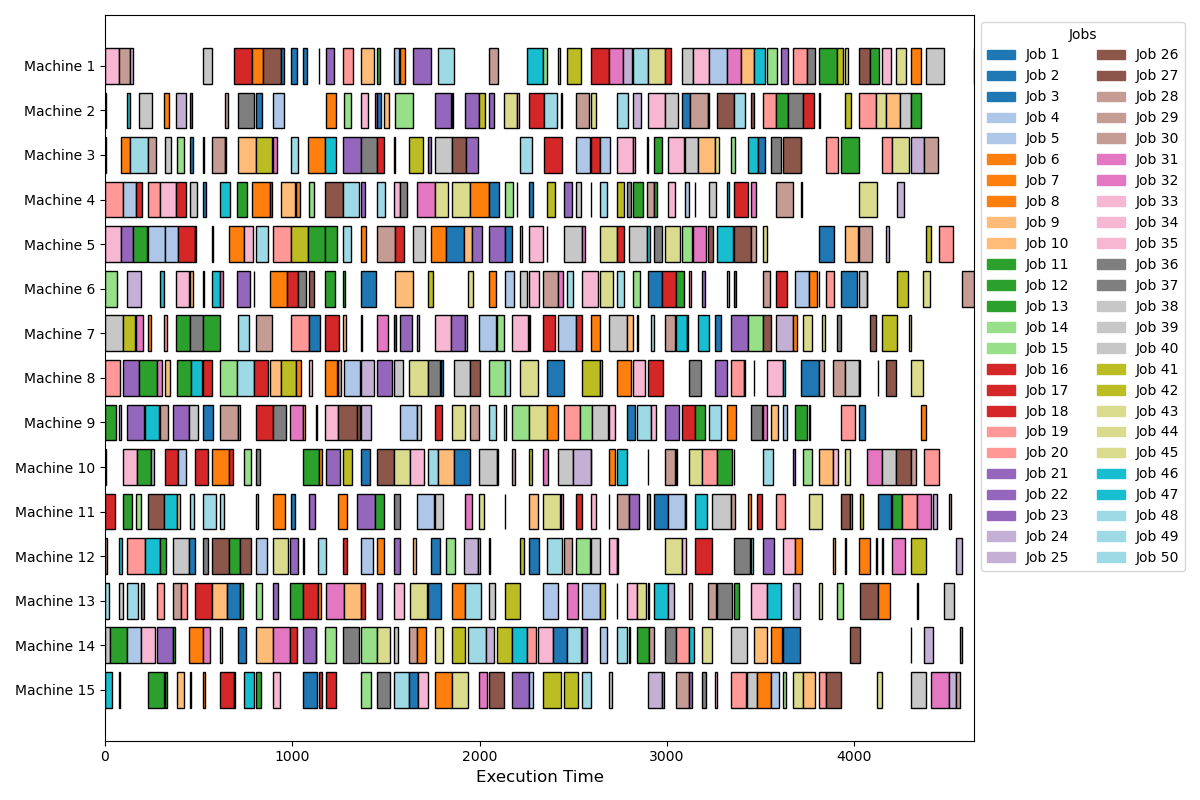 Machine 1
Machine 2
Machine 3
Machine 4
Machine 5
Machine 6
Machine 7
Machine 8
Machine 9
Machine 10
Machine 11
Machine 12
Machine 13
Machine 14
Machine 15
0 1000 2000 3000 4000
Execution Time
Jobs
Job 1 Job 26
Job 2 Job 27
Job 3 Job 28
Job 4 Job 29
Job 5 Job 30
Job 6 Job 31
Job 7 Job 32
Job 8 Job 33
Job 9 Job 34
Job 10 Job 35
Job 11 Job 36
Job 12 Job 37
Job 13 Job 38
Job 14 Job 39
Job 15 Job 40
Job 16 Job 41
Job 17 Job 42
Job 18 Job 43
Job 19 Job 44
Job 20 Job 45
Job 21 Job 46
Job 22 Job 47
Job 23 Job 48
Job 24 Job 49
Job 25 Job 50